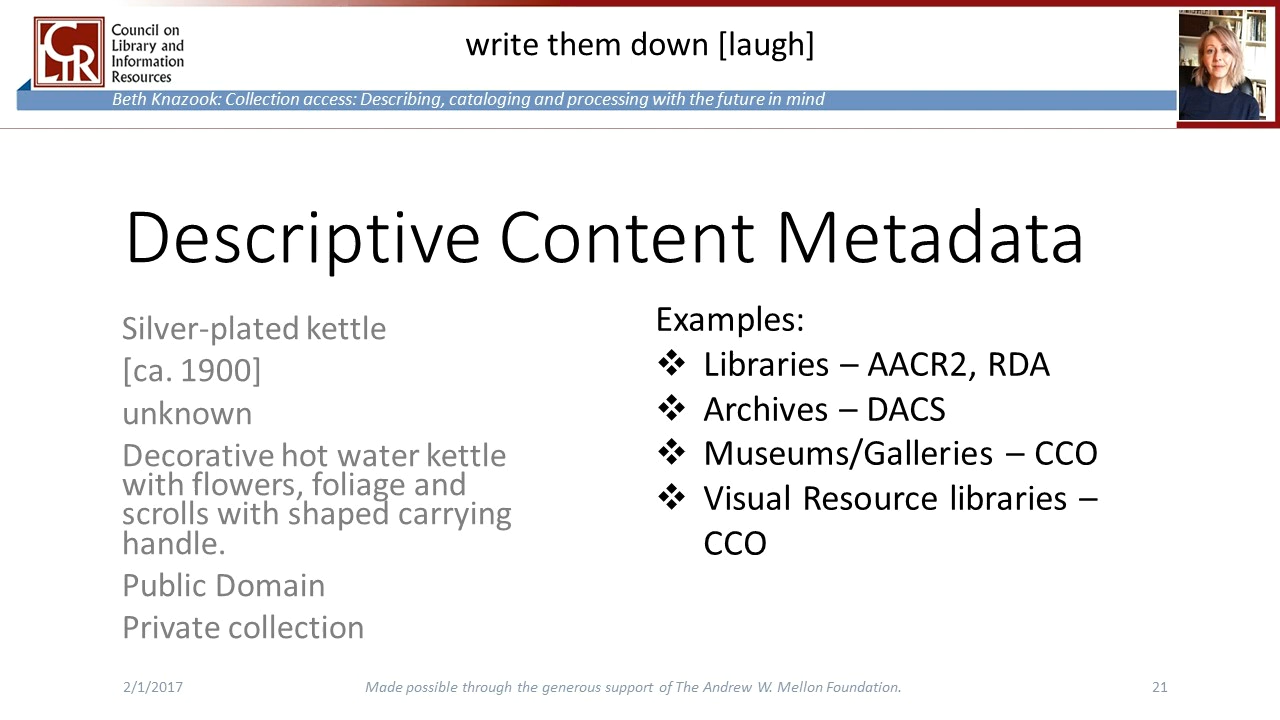 CLIR
Council on
Library and
Information
Resources
write them down [laugh]
Beth Knazook: Collection access: Describing, cataloging and processing with the future in mind
Descriptive Content Metadata
Silver-plated kettle
[ca. 1900]
unknown
Decorative hot water kettle
with flowers, foliage and
scrolls with shaped carrying
handle.
Public Domain
Private collection
Examples:
❖ Libraries – AACR2, RDA
❖ Archives – DACS
❖ Museums/Galleries – CCO
❖ Visual Resource libraries –
CCO
2/1/2017
Made possible through the generous support of The Andrew W. Mellon Foundation.
21